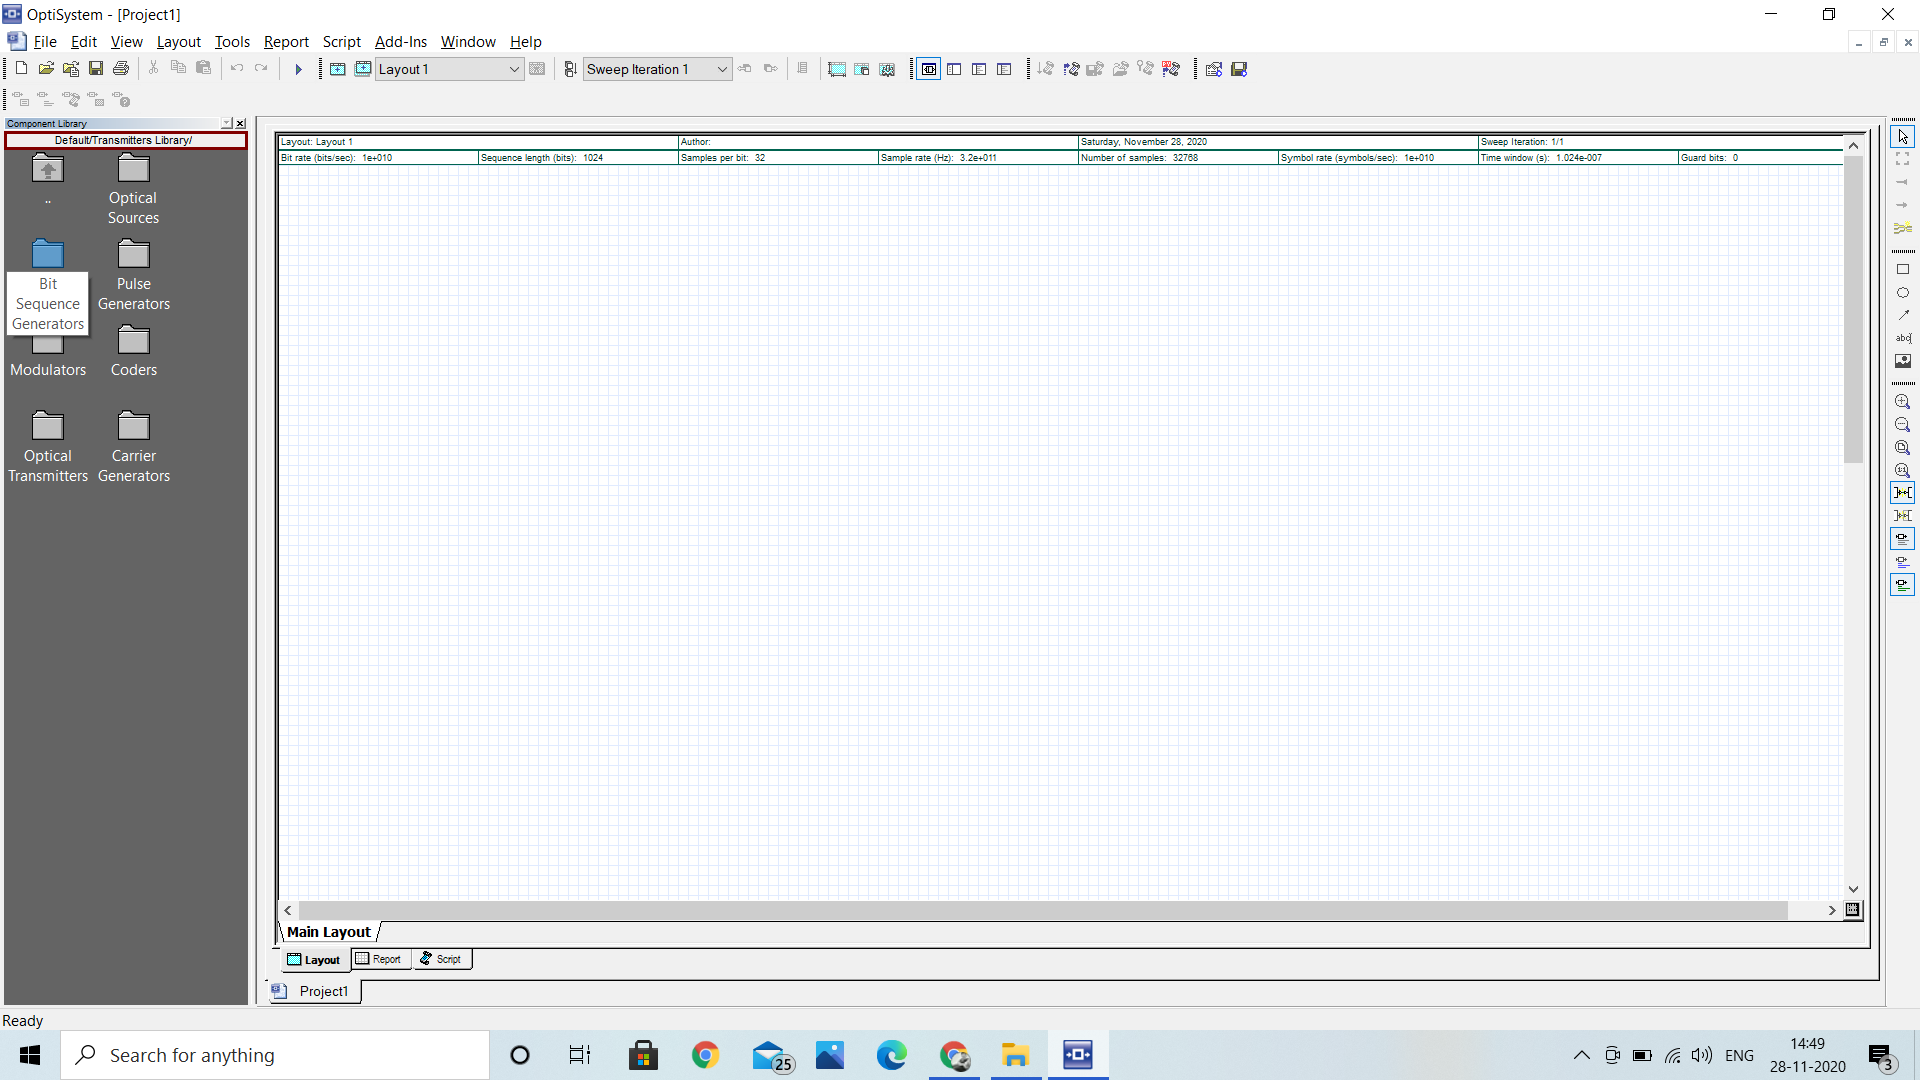 OptiSystem - [Project1]
File Edit View Layout Tools Report Script Add-Ins Window Help
Layout 1 Sweep Iteration 1
Component Library
Default/Transmitters Library/
.. Optical
Sources
Bit
Sequence
Generators
Pulse
Generators
Modulators Coders
Optical
Transmitters
Carrier
Generators
Layout: Layout 1 Author: Saturday, November 28, 2020 Sweep Iteration: 1/1
Bit rate (bits/sec): 1e+010 Sequence length (bits): 1024 Samples per bit: 32 Sample rate (Hz): 3.2e+011 Number of samples: 32768 Symbol rate (symbols/sec): 1e+010 Time window (s): 1.024e-007 Guard bits: 0
abc
1:1
Main Layout
Layout Report Script
Project1
Ready
Search for anything
25
ENG
14:49
28-11-2020
3